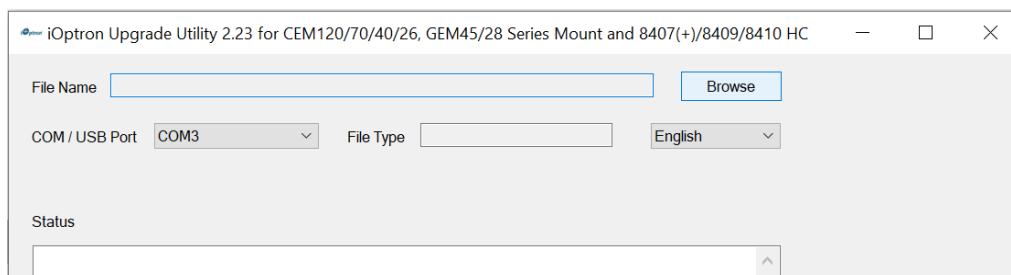 iOptron iOptron Upgrade Utility 2.23 for CEM120/70/40/26, GEM45/28 Series Mount and 8407(+)/8409/8410 HC
File Name Browse
COM / USB Port COM3 File Type English
Status